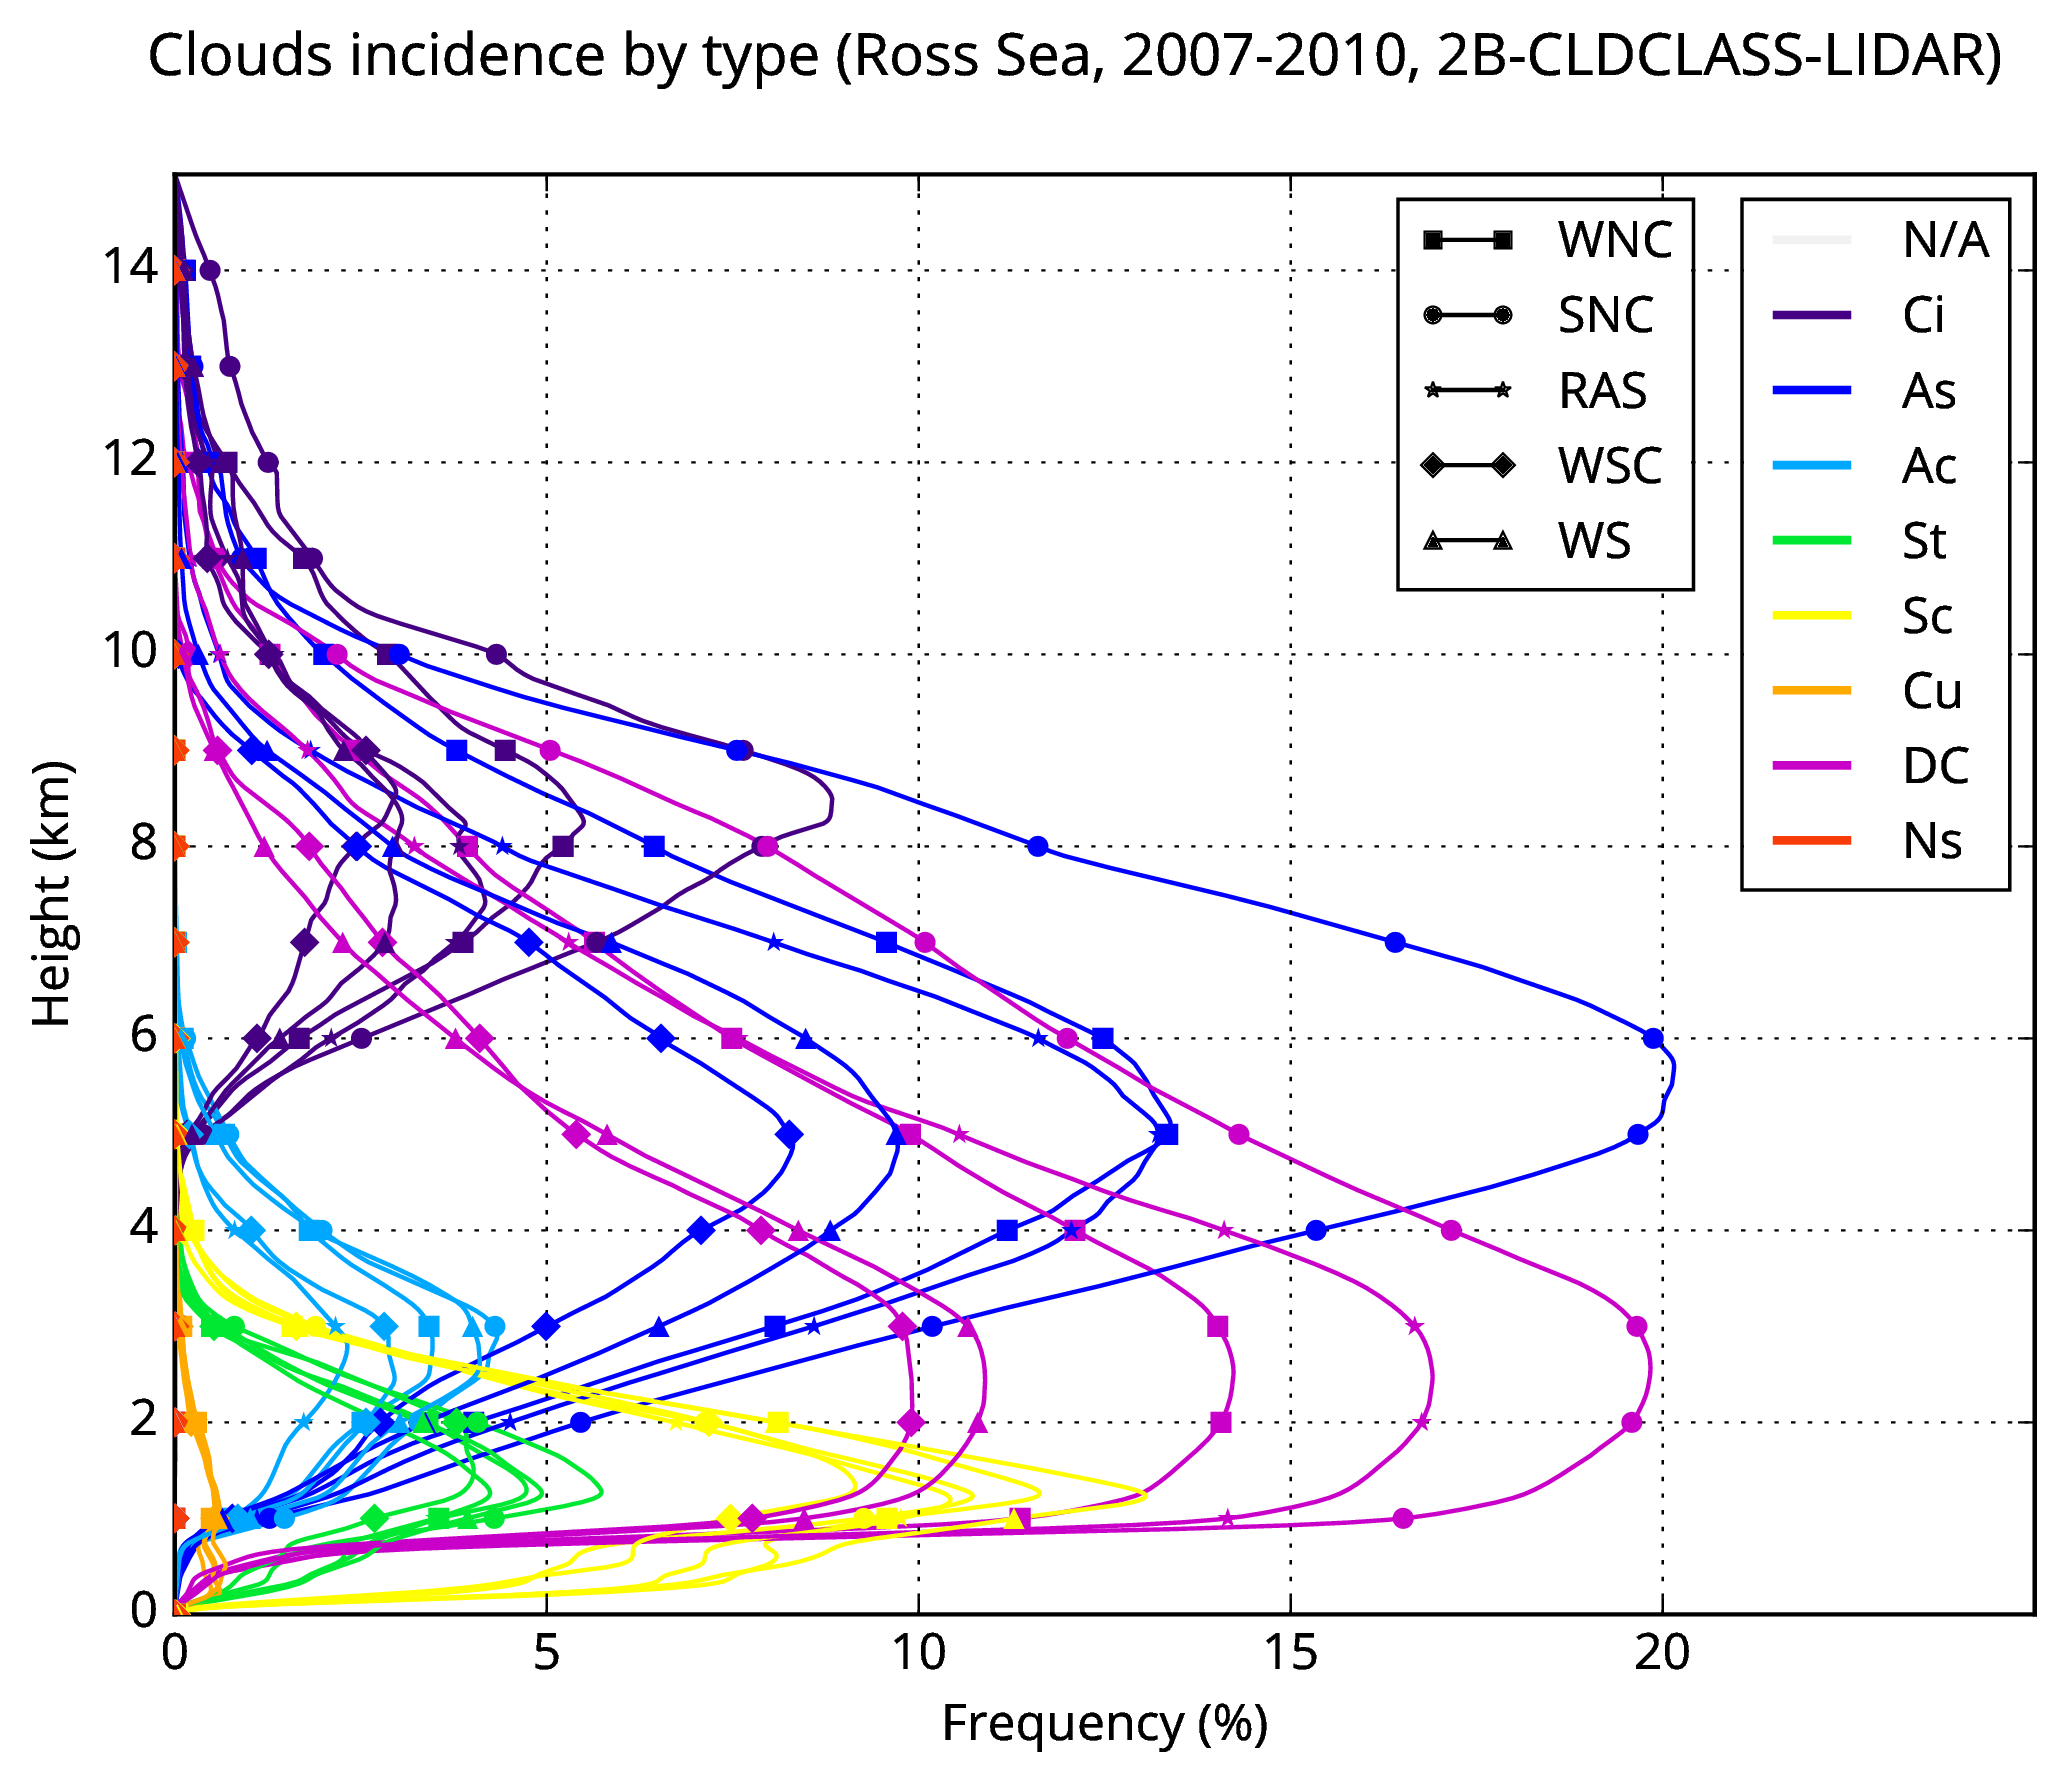 Clouds incidence by type (Ross Sea, 2007-2010, 2B-CLDCLASS-LIDAR)
14
12
10
8
6
4
2
0
Height (km)
0 5 10 15 20
Frequency (%)
WNC
SNC
RAS
WSC
WS
N/A
Ci
As
Ac
St
Sc
Cu
DC
Ns